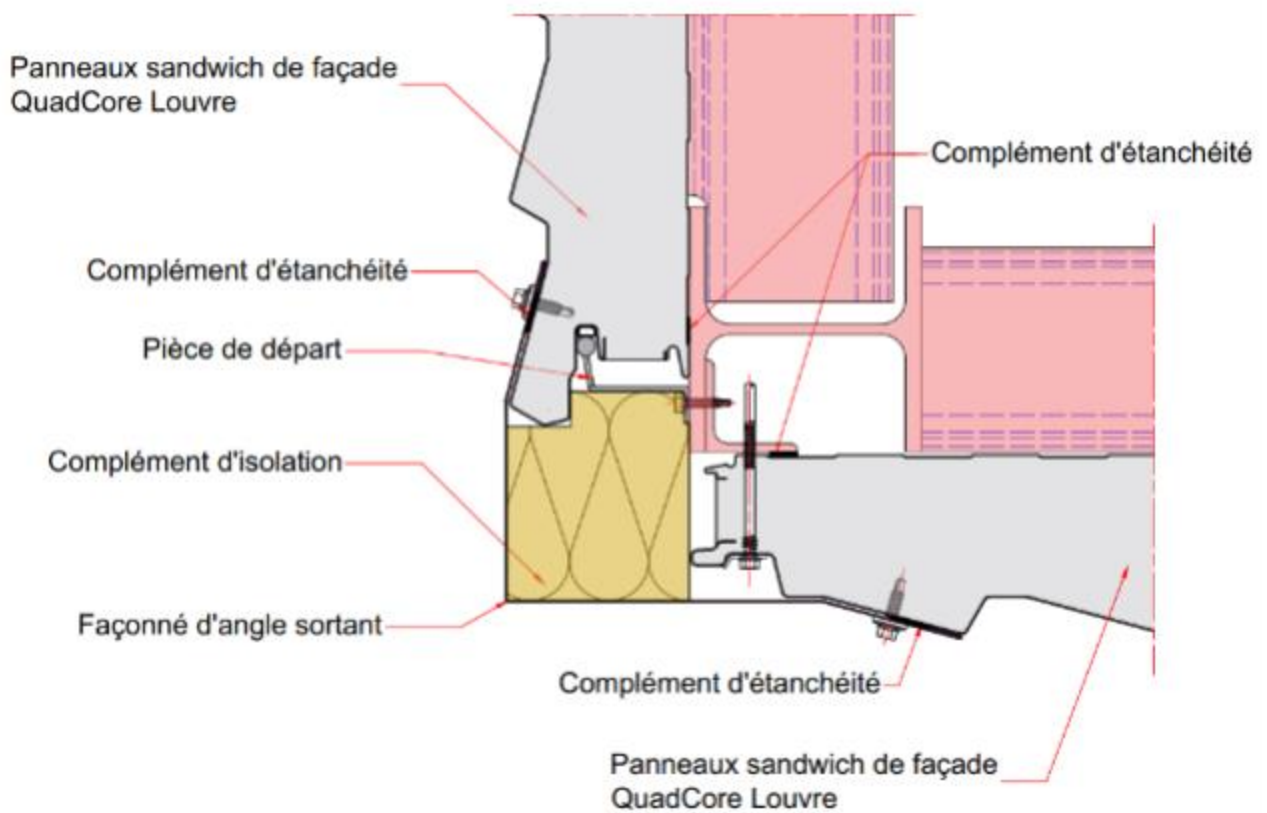 Panneaux sandwich de façade
QuadCore Louvre
Complément d'étanchéité
Complément d'étanchéité
Pièce de départ
Complément d'isolation
Façonné d'angle sortant
Complément d'étanchéité
Panneaux sandwich de façade
QuadCore Louvre